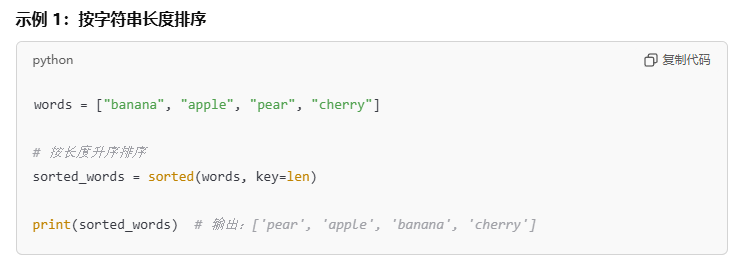 示例 1：按字符串长度排序
python
复制代码
words = ["banana", "apple", "pear", "cherry"]
# 按长度升序排序
sorted_words = sorted(words, key=len)
print(sorted_words)  # 输出：['pear', 'apple', 'banana', 'cherry']